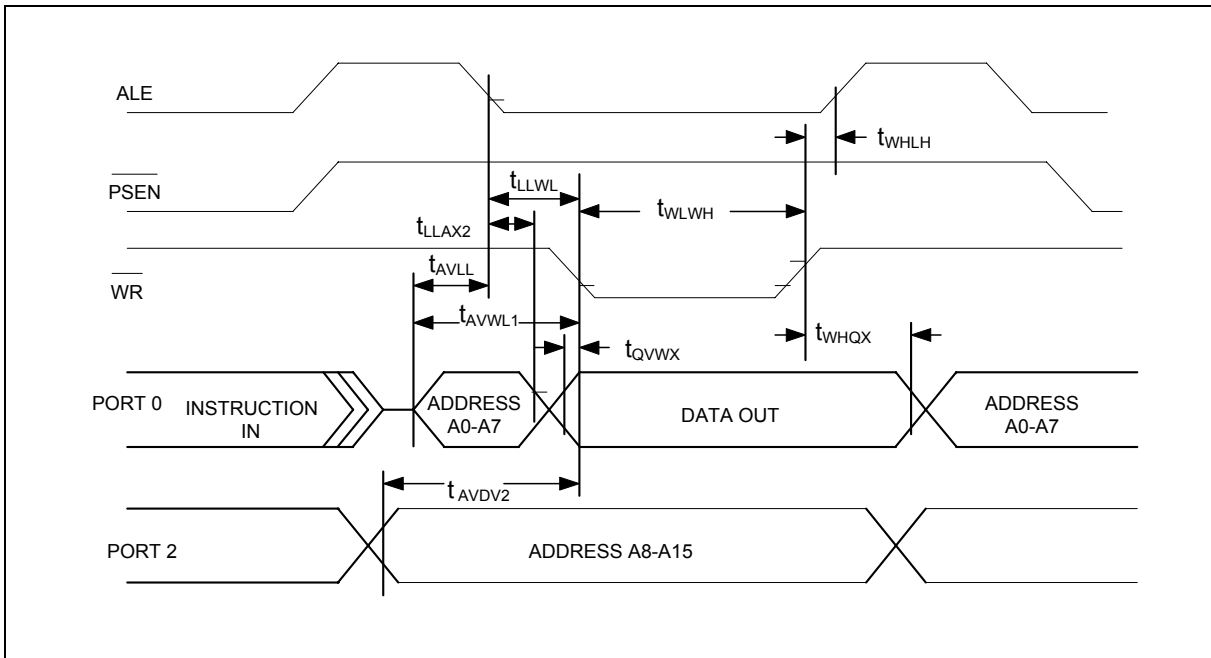 ALE
tWHLH
PSEN
tLLWL
tWLWH
tLLAX2
tAVLL
WR
tAVWL1
tWHQX
tQVWX
PORT 0
INSTRUCTION
IN
ADDRESS
A0-A7
DATA OUT
ADDRESS
A0-A7
tAVDV2
PORT 2
ADDRESS A8-A15